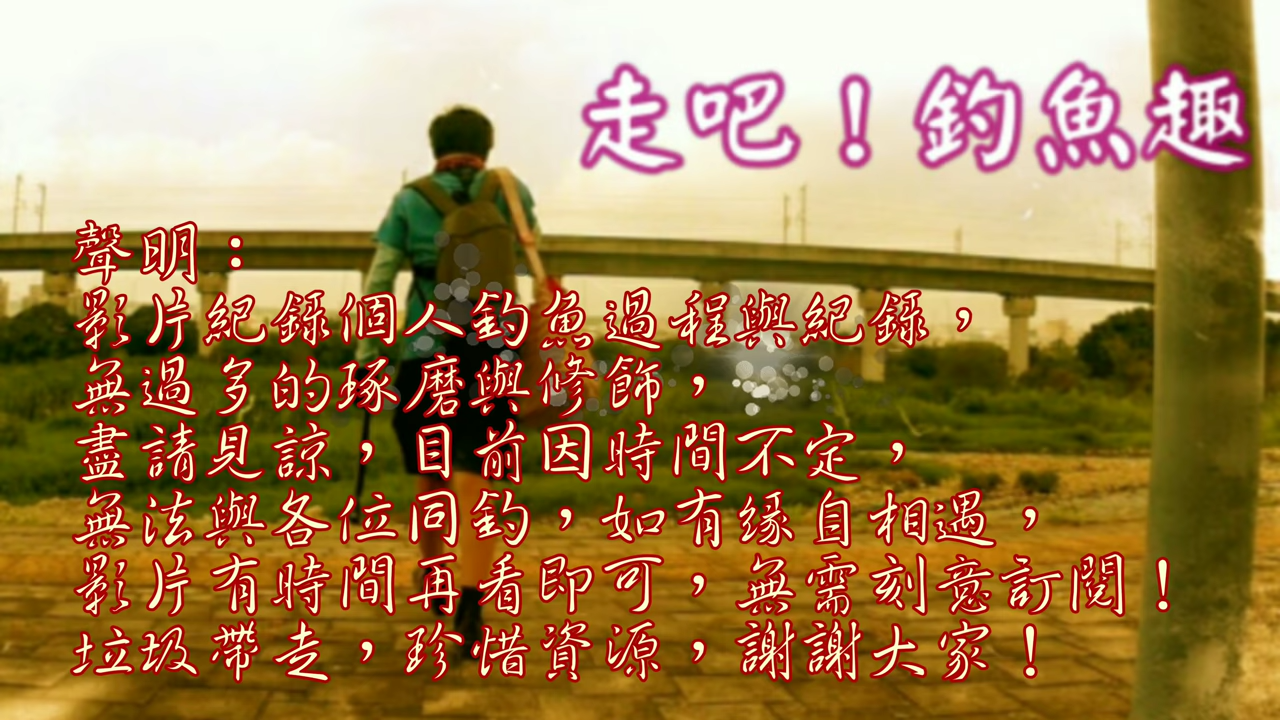 走吧！釣魚趣
聲明：
影片紀錄個人釣魚過程與紀錄，
無過多的琢磨與修飾，
盡請見諒，目前因時間不定，
無法與各位同釣，如有緣自相遇，
影片有時間再看即可，無需刻意訂閱！
垃圾帶走，珍惜資源，謝謝大家！